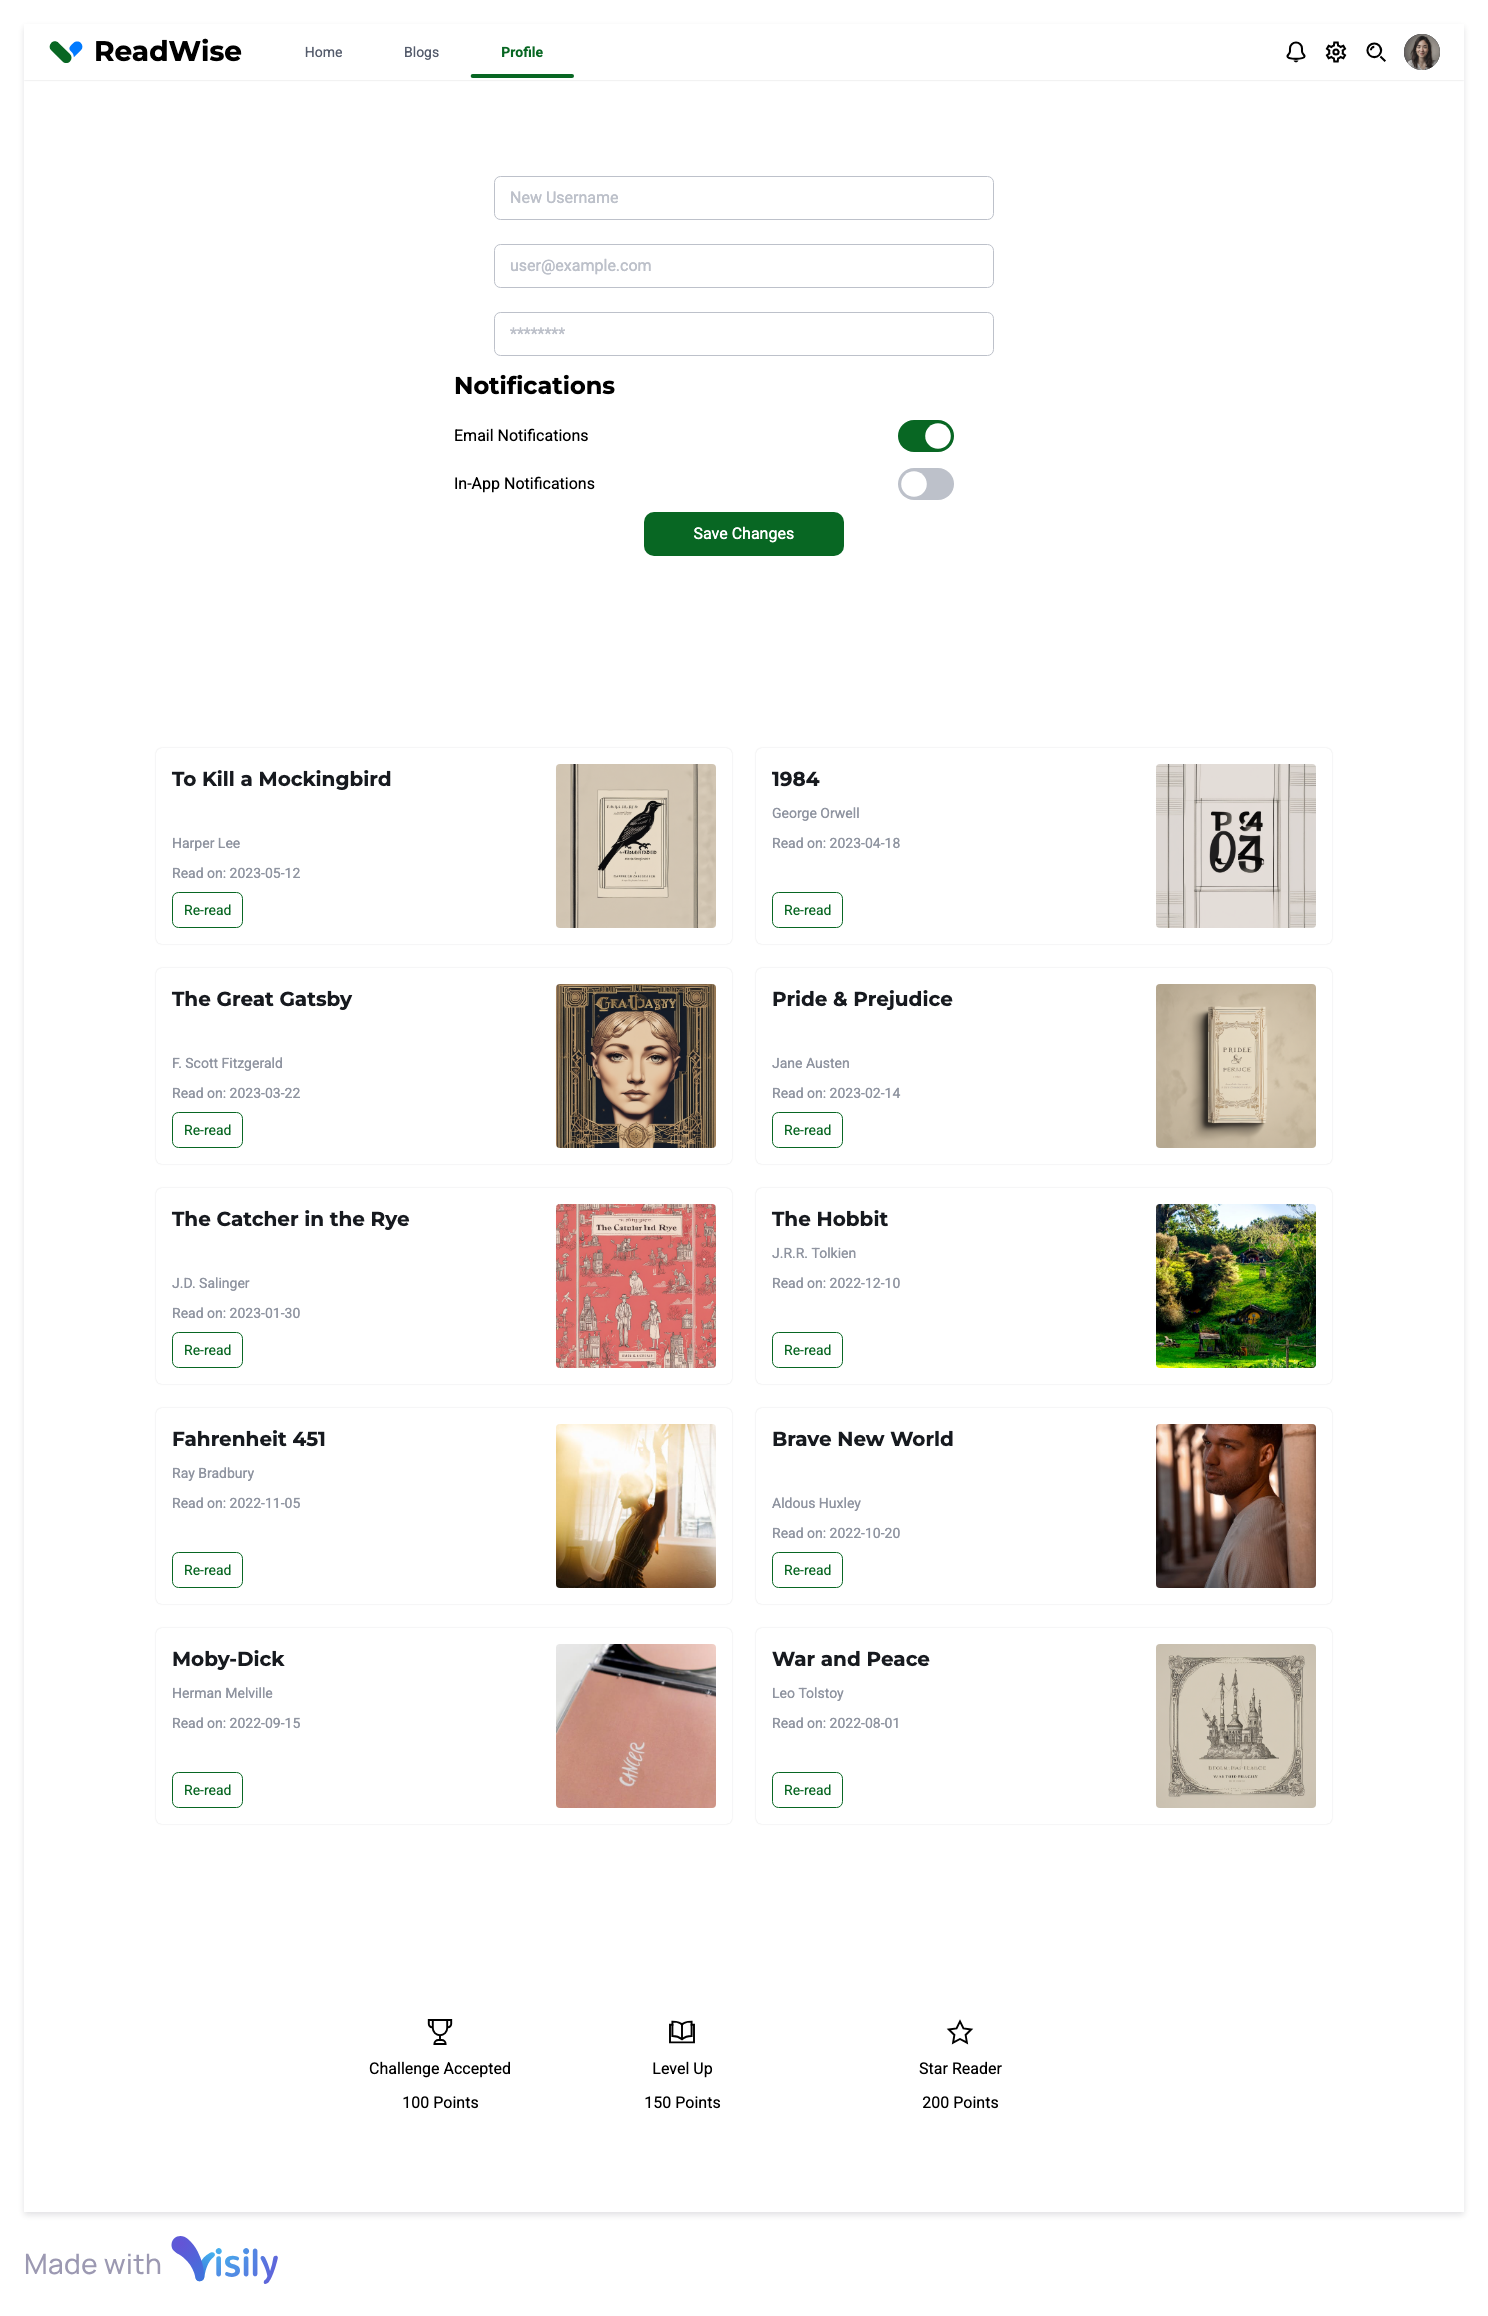 ReadWise
Home
Blogs
Profile
New Username
user@example.com
********
Notifications
Email Notifications
In-App Notifications
Save Changes
To Kill a Mockingbird
Harper Lee
Read on: 2023-05-12
Re-read
1984
George Orwell
Read on: 2023-04-18
Re-read
The Great Gatsby
F. Scott Fitzgerald
Read on: 2023-03-22
Re-read
Pride & Prejudice
Jane Austen
Read on: 2023-02-14
Re-read
PRIDEE
&
The Catcher in the Rye
J.D. Salinger
Read on: 2023-01-30
Re-read
The Hobbit
J.R.R. Tolkien
Read on: 2022-12-10
Re-read
Fahrenheit 451
Ray Bradbury
Read on: 2022-11-05
Re-read
Brave New World
Aldous Huxley
Read on: 2022-10-20
Re-read
Moby-Dick
Herman Melville
Read on: 2022-09-15
Re-read
CANCER
War and Peace
Leo Tolstoy
Read on: 2022-08-01
Re-read
Challenge Accepted
100 Points
Level Up
150 Points
Star Reader
200 Points
Made with Visily